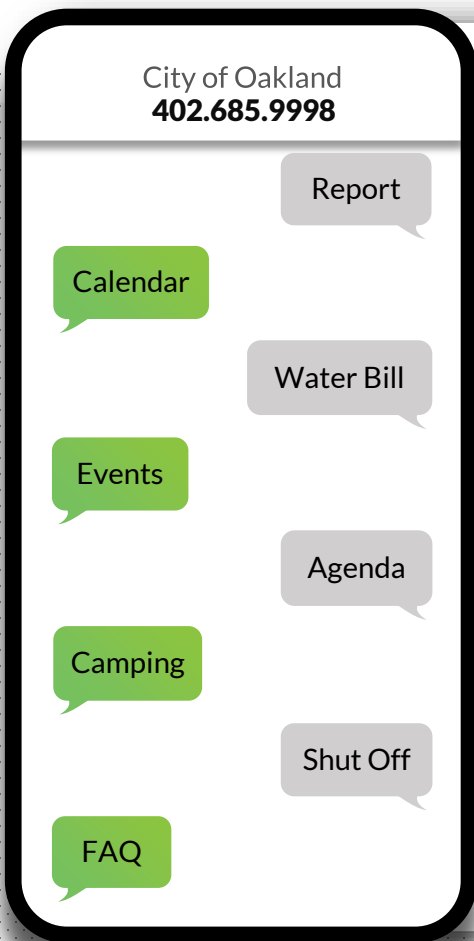 City of Oakland
402.685.9998
Report
Calendar
Water Bill
Events
Agenda
Camping
Shut Off
FAQ